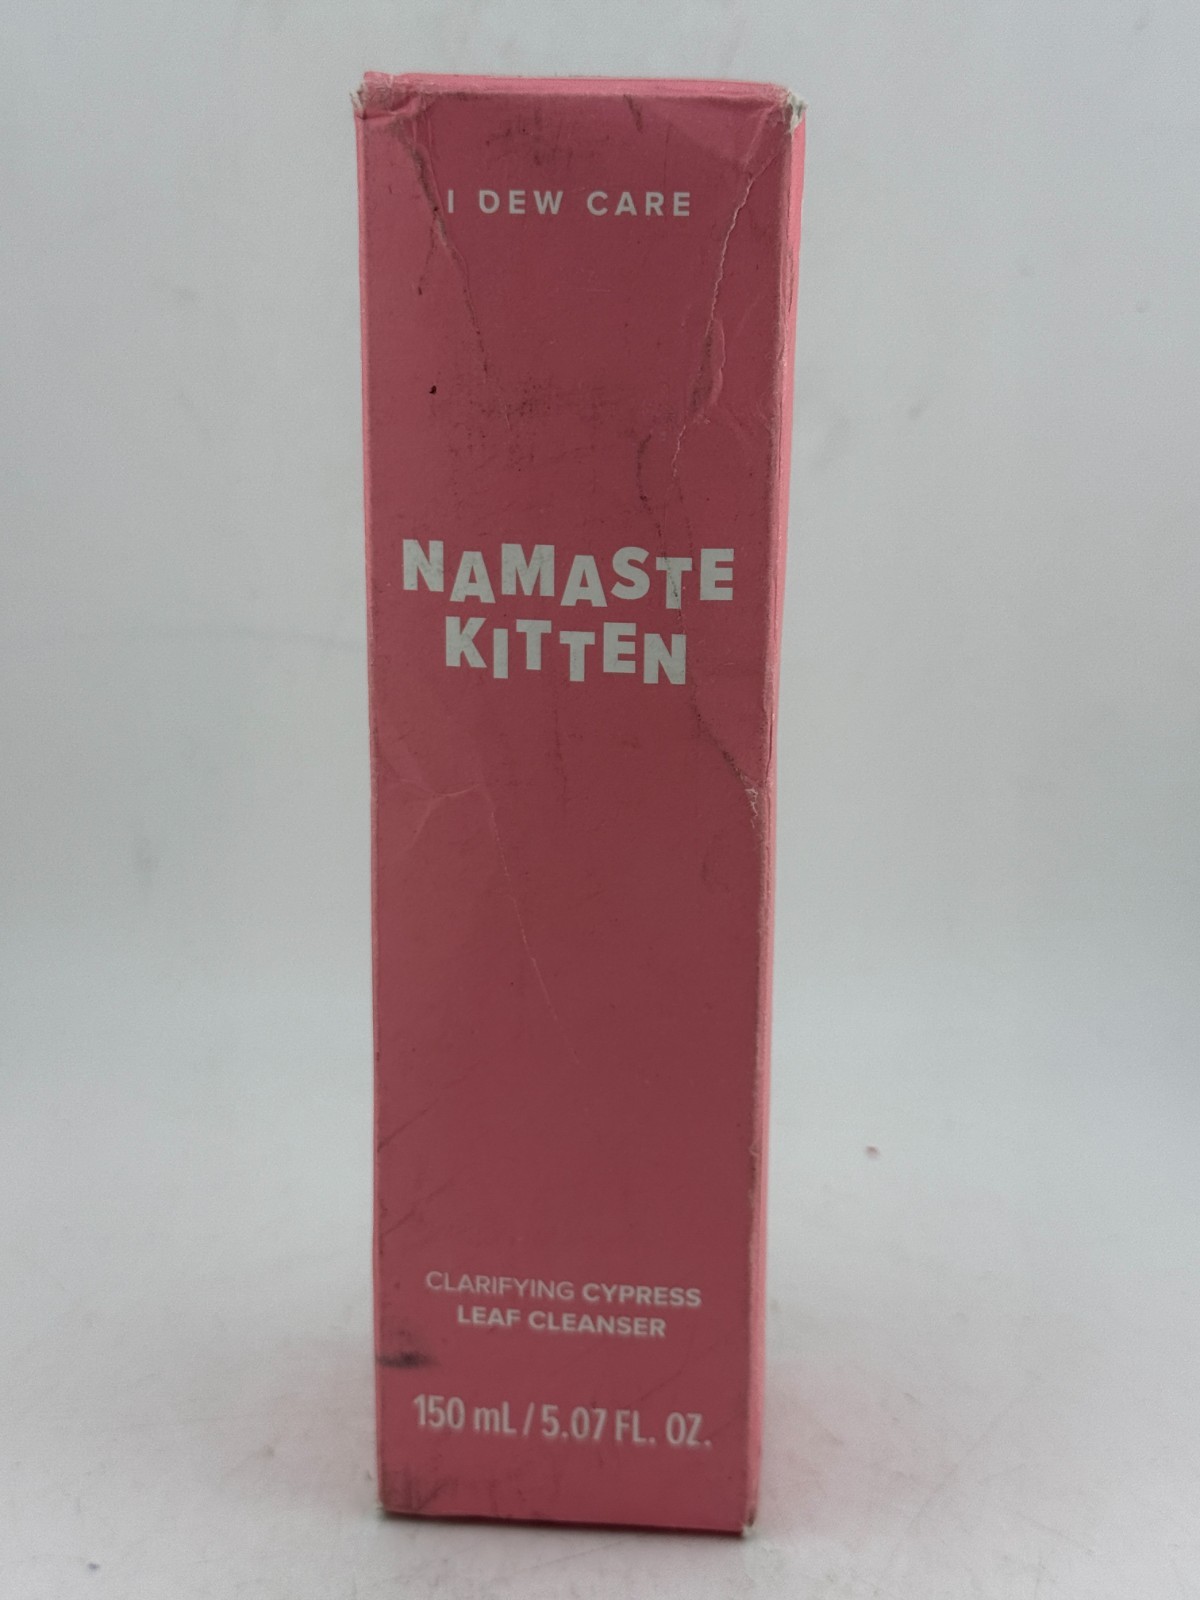 I DEW CARE
NAMASTE
KITTEN
CLARIFYING CYPRESS
LEAF CLEANSER
150 mL / 5.07 FL. OZ.